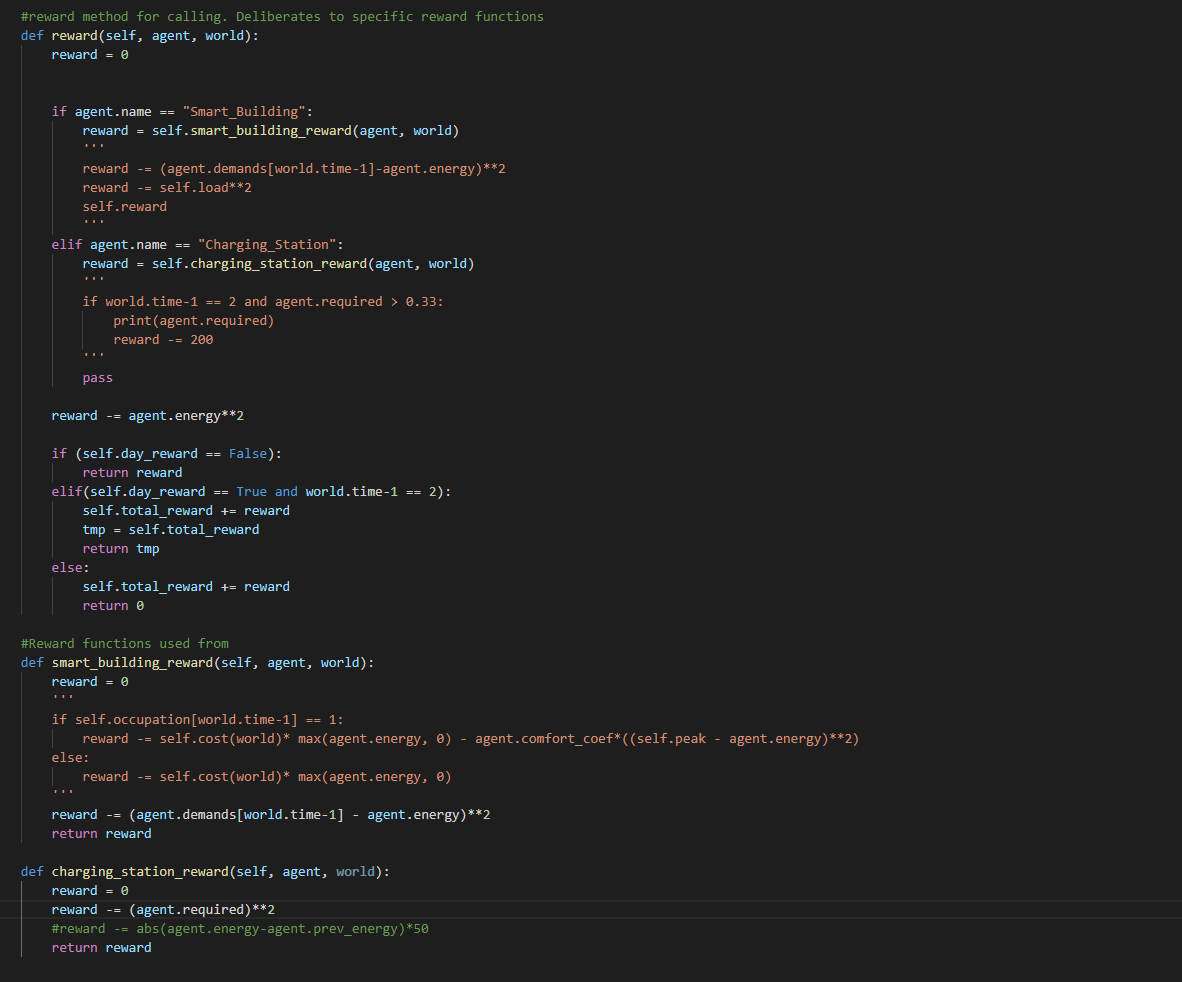 #reward method for calling. Deliberates to specific reward functions
def reward(self, agent, world):
    reward = 0
    if agent.name == "Smart_Building":
        reward = self.smart_building_reward(agent, world)
        '''
        reward -= (agent.demands[world.time-1]-agent.energy)**2
        reward -= self.load**2
        self.reward
        '''
    elif agent.name == "Charging_Station":
        reward = self.charging_station_reward(agent, world)
        '''
        if world.time-1 == 2 and agent.required > 0.33:
            print(agent.required)
            reward -= 200
        '''
        pass
    reward -= agent.energy**2
    if (self.day_reward == False):
        return reward
    elif(self.day_reward == True and world.time-1 == 2):
        self.total_reward += reward
        tmp = self.total_reward
        return tmp
    else:
        self.total_reward += reward
        return 0
#Reward functions used from
def smart_building_reward(self, agent, world):
    reward = 0
    '''
    if self.occupation[world.time-1] == 1:
        reward -= self.cost(world)* max(agent.energy, 0) - agent.comfort_coef*((self.peak - agent.energy)**2)
    else:
        reward -= self.cost(world)* max(agent.energy, 0)
    '''
    reward -= (agent.demands[world.time-1] - agent.energy)**2
    return reward
def charging_station_reward(self, agent, world):
    reward = 0
    reward -= (agent.required)**2
    #reward -= abs(agent.energy-agent.prev_energy)*50
    return reward